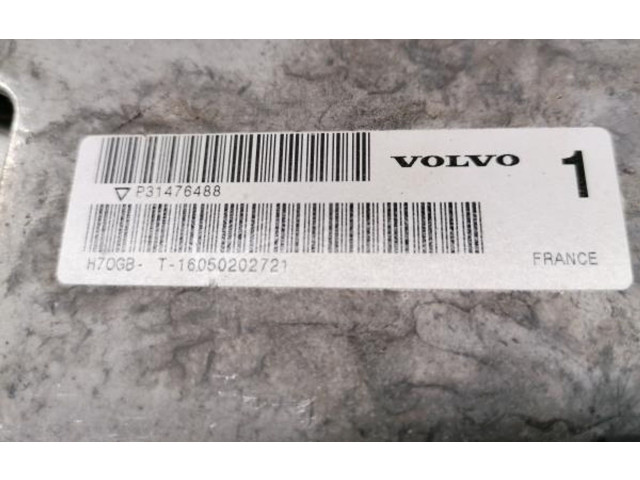 VOLVO 1
▽ P31476488
H70GB- T-16050202721
FRANCE